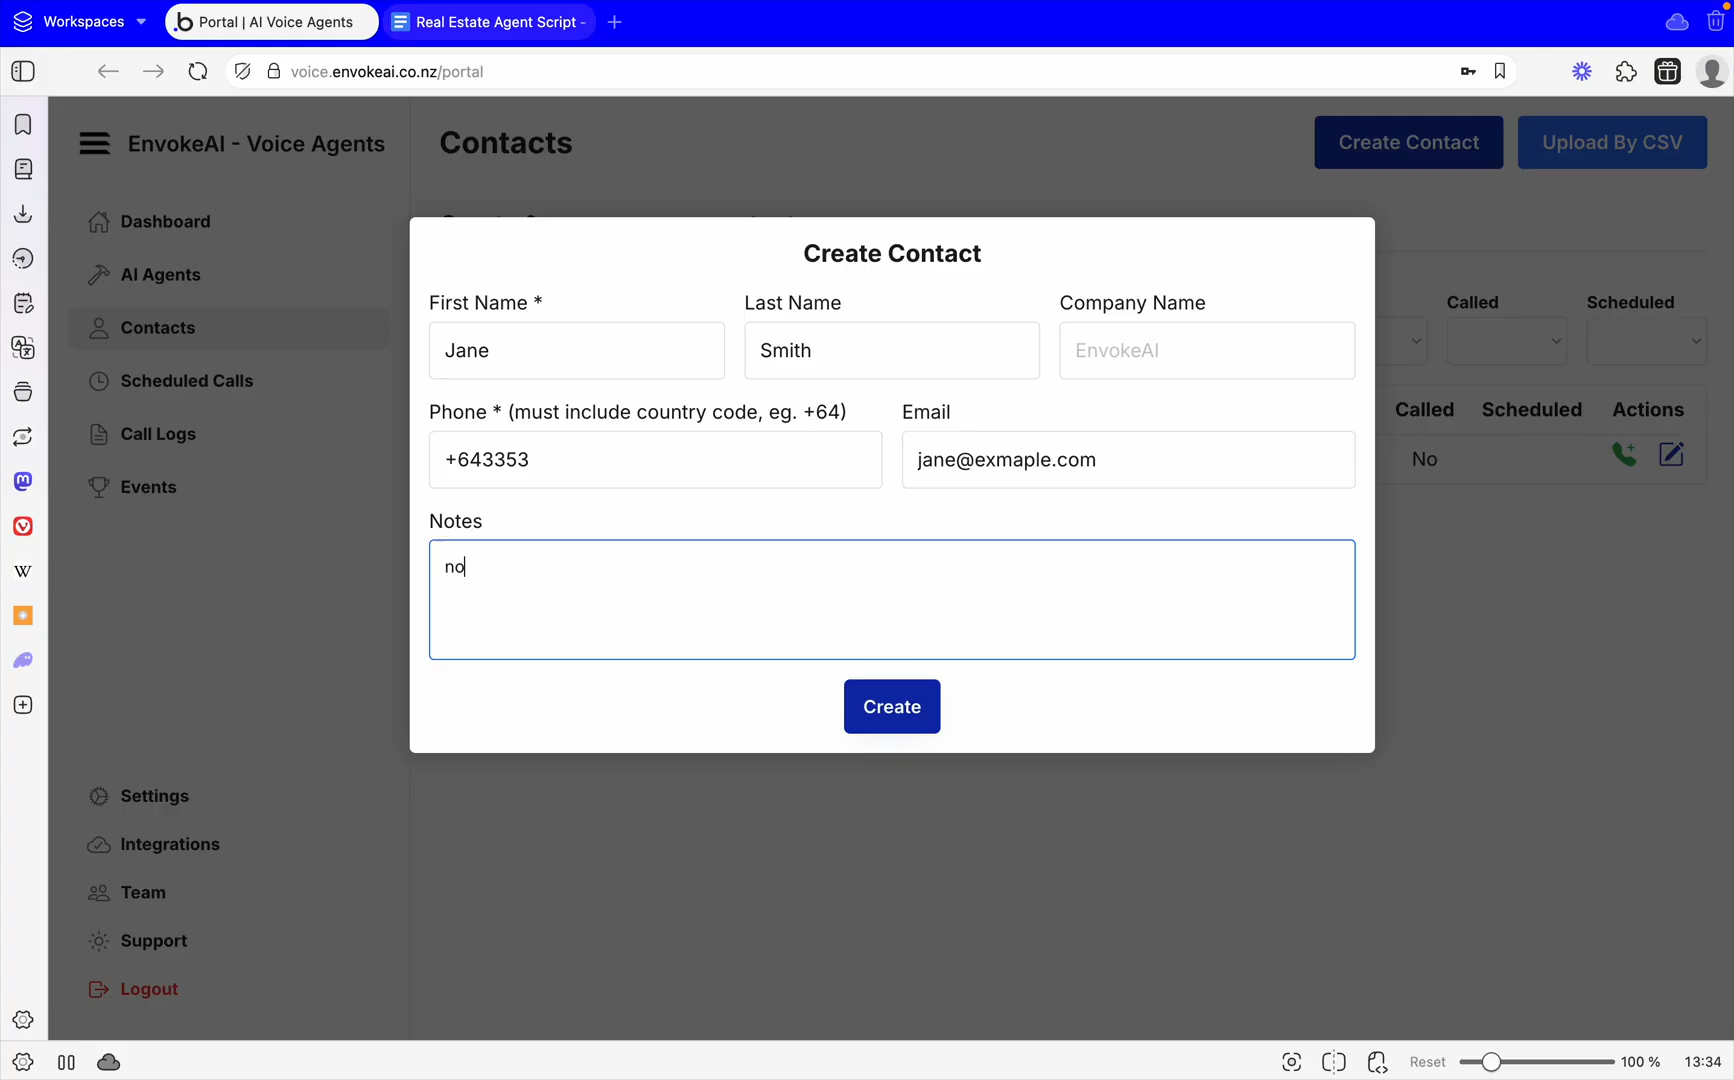 Workspaces
Portal | AI Voice Agents
Real Estate Agent Script -
voice.envokeai.co.nz/portal
EnvokeAI - Voice Agents
Contacts
Create Contact
Upload By CSV
Dashboard
AI Agents
Contacts
Scheduled Calls
Call Logs
Events
Settings
Integrations
Team
Support
Logout
Called
Scheduled
Called
Scheduled
Actions
No
Create Contact
First Name *
Last Name
Company Name
Jane
Smith
EnvokeAI
Phone * (must include country code, eg. +64)
Email
+643353
jane@exmaple.com
Notes
no
Create
W
Reset
100 %
13:34